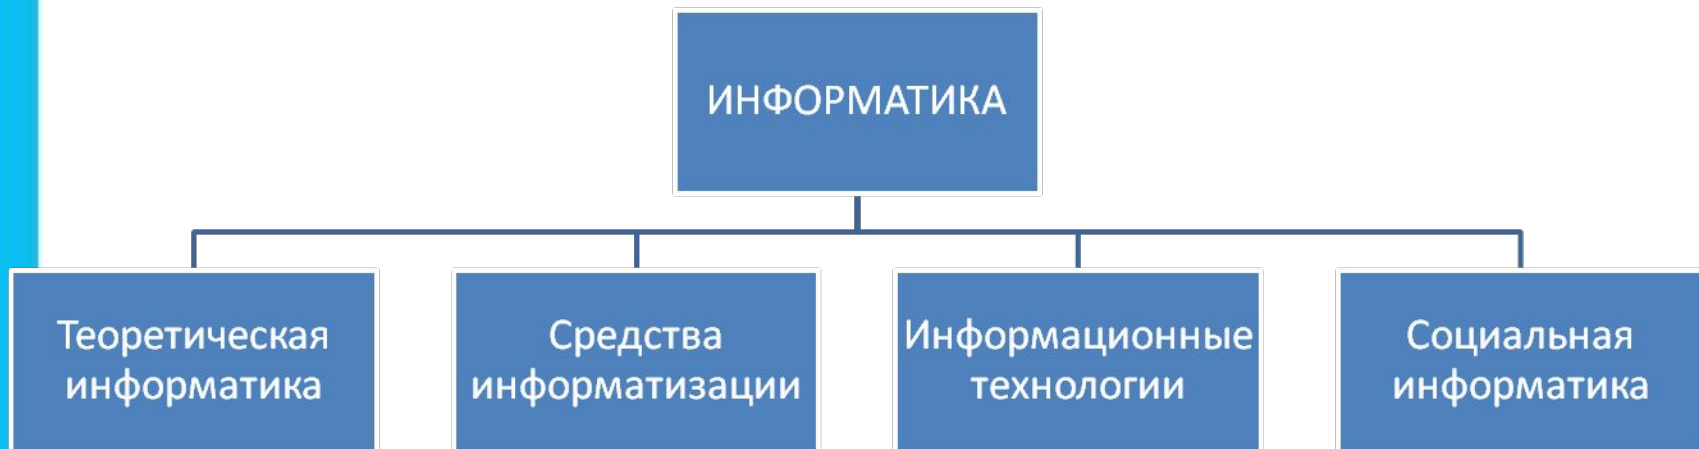 ИНФОРМАТИКА
Теоретическая
информатика
Средства
информатизации
Информационные
технологии
Социальная
информатика